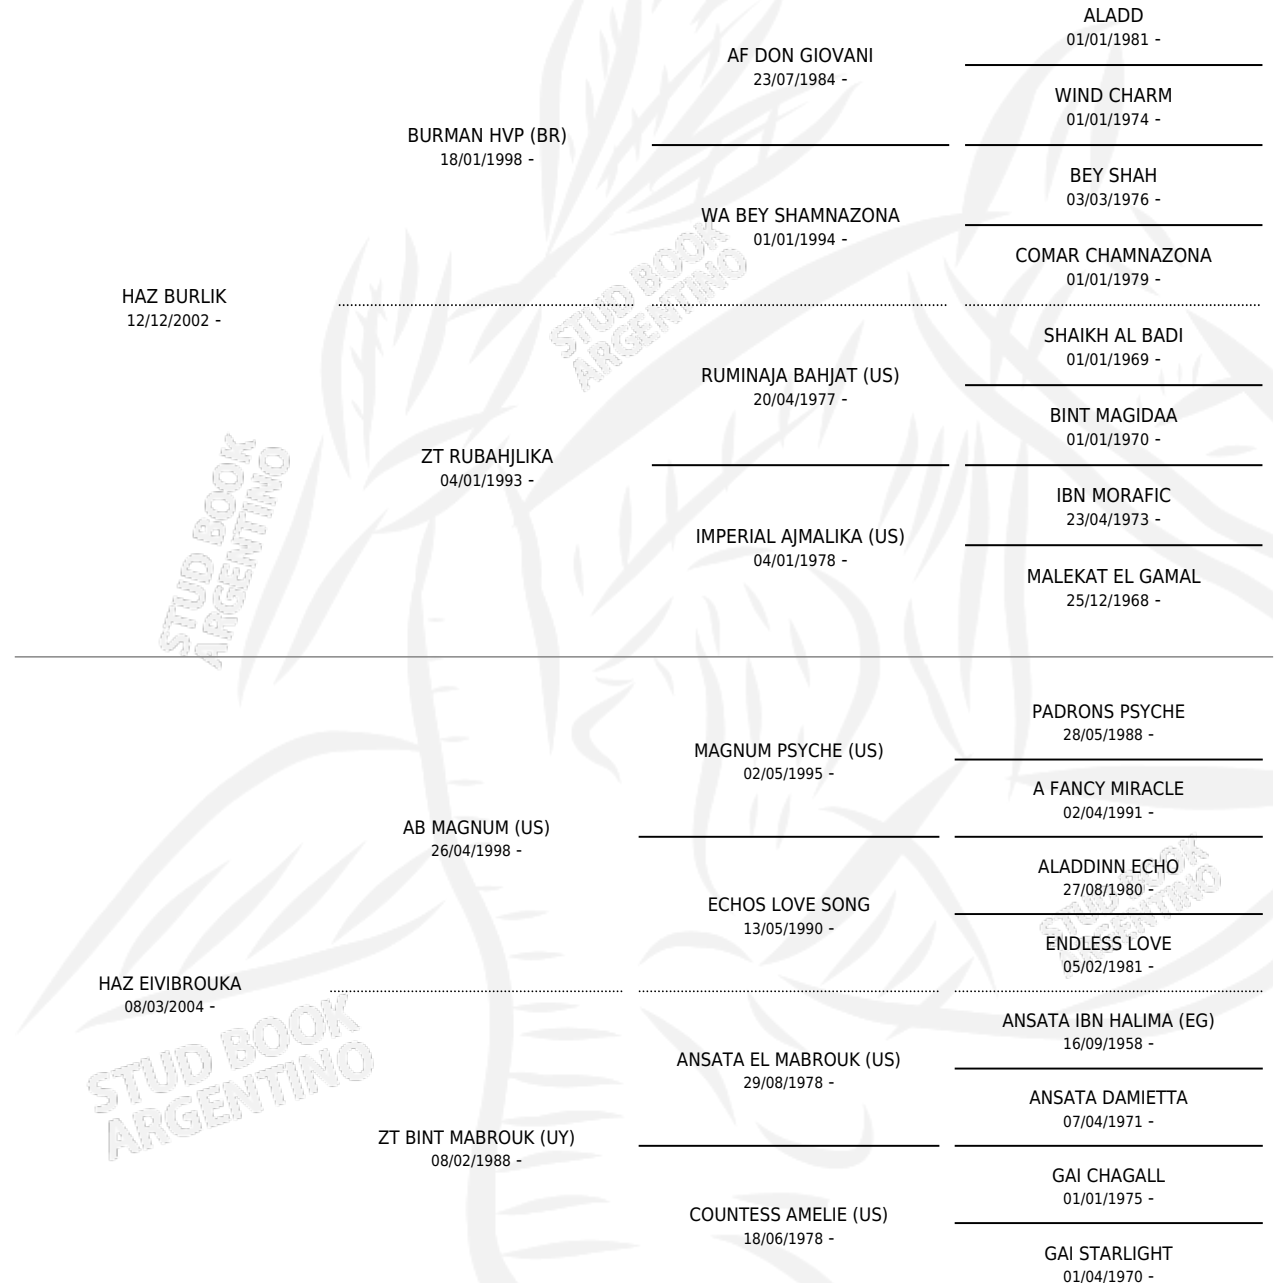 ALADD
01/01/1981 -
AF DON GIOVANI
23/07/1984 -
WIND CHARM
01/01/1974 -
BURMAN HVP (BR)
18/01/1998 -
BEY SHAH
03/03/1976 -
WA BEY SHAMNAZONA
01/01/1994 -
COMAR CHAMNAZONA
01/01/1979 -
HAZ BURLIK
12/12/2002 -
SHAIKH AL BADI
01/01/1969 -
RUMINAJA BAHJAT (US)
20/04/1977 -
BINT MAGIDAA
01/01/1970 -
ZT RUBAHJLIKA
04/01/1993 -
IBN MORAFIC
23/04/1973 -
IMPERIAL AJMALIKA (US)
04/01/1978 -
MALEKAT EL GAMAL
25/12/1968 -
PADRONS PSYCHE
28/05/1988 -
MAGNUM PSYCHE (US)
02/05/1995 -
A FANCY MIRACLE
02/04/1991 -
AB MAGNUM (US)
26/04/1998 -
ALADDINN ECHO
27/08/1980 -
ECHOS LOVE SONG
13/05/1990 -
ENDLESS LOVE
05/02/1981 -
HAZ EIVIBROUKA
08/03/2004 -
ANSATA IBN HALIMA (EG)
16/09/1958 -
ANSATA EL MABROUK (US)
29/08/1978 -
ANSATA DAMIETTA
07/04/1971 -
ZT BINT MABROUK (UY)
08/02/1988 -
GAI CHAGALL
01/01/1975 -
COUNTESS AMELIE (US)
18/06/1978 -
GAI STARLIGHT
01/04/1970 -
STUD BOOK
ARGENTINO
STUD BOOK
ARGENTINO
STUD BOOK
ARGENTINO
STUD BOOK
ARGENTINO